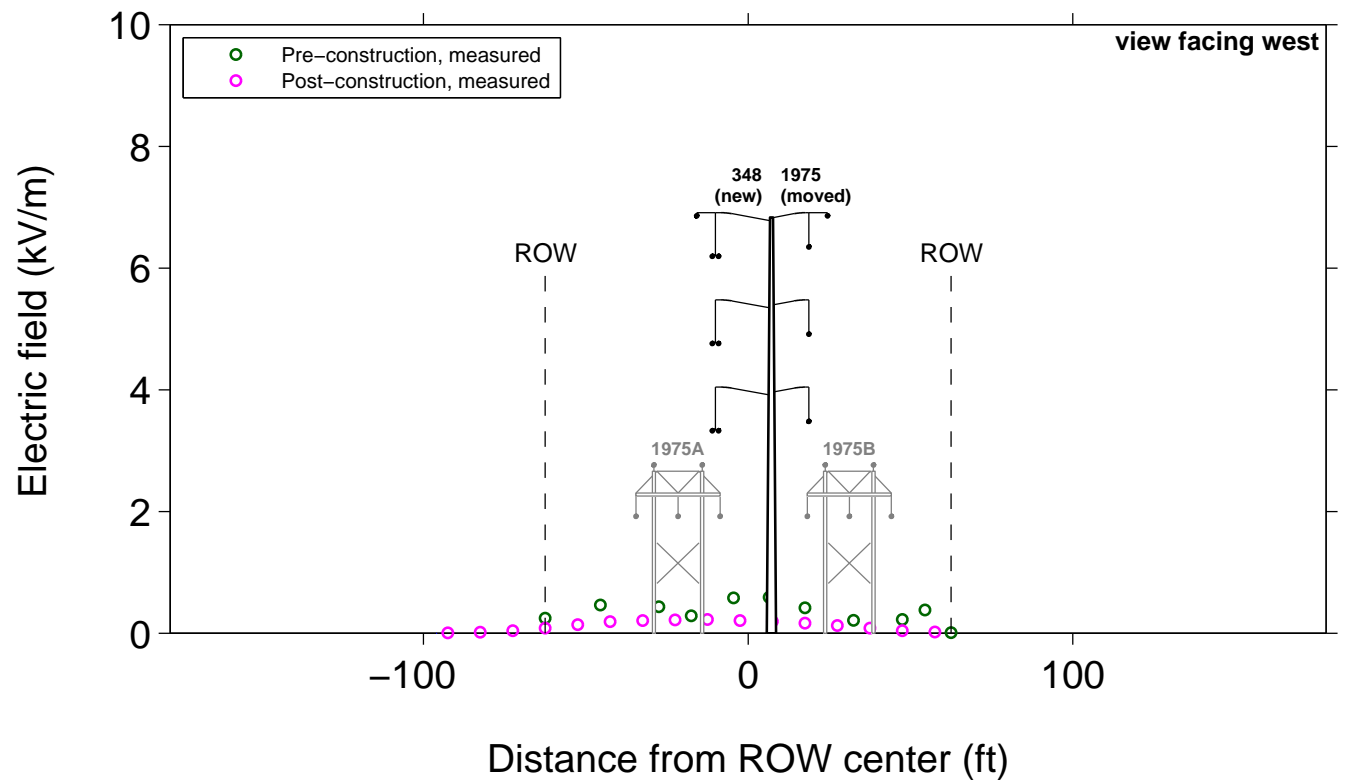 view facing west
Pre−construction, measured
Post−construction, measured
10
8
6
4
2
0
Electric field (kV/m)
348
(new)
1975
(moved)
ROW
ROW
1975A
1975B
−100
0
100
Distance from ROW center (ft)